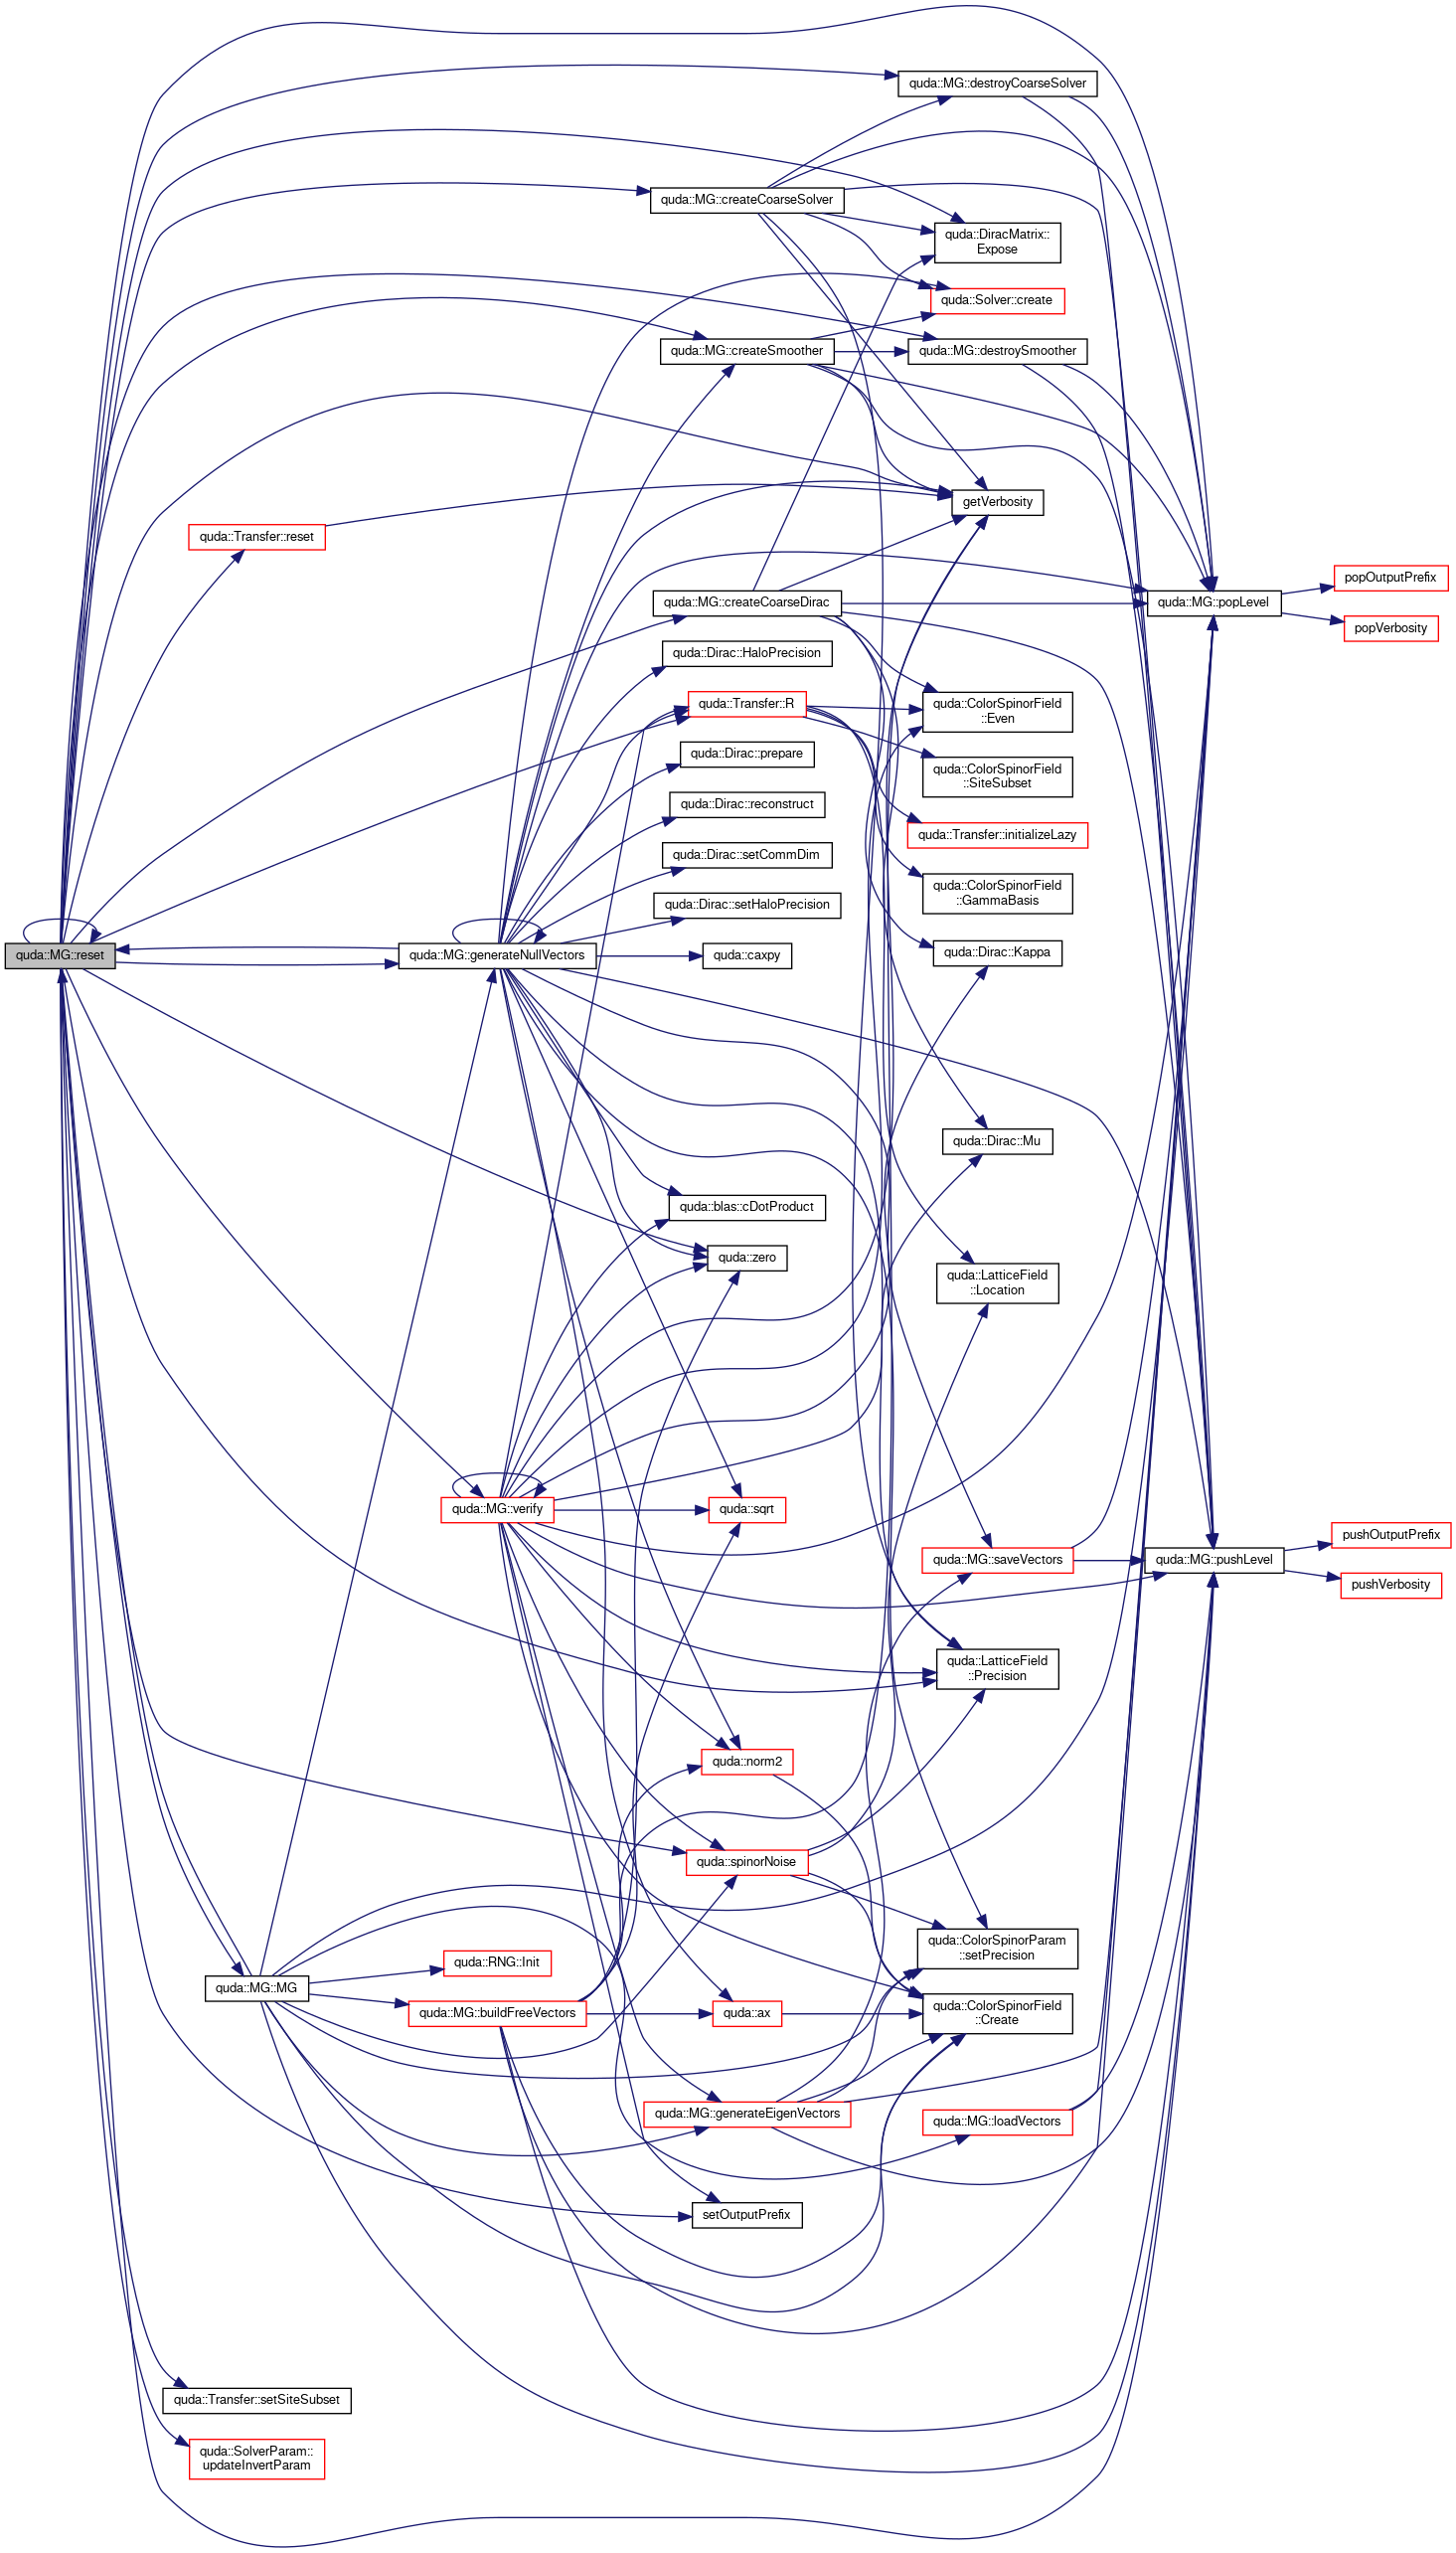 quda::MG::destroyCoarseSolver
quda::MG::createCoarseSolver
quda::DiracMatrix::
Expose
quda::Solver::create
quda::MG::createSmoother
quda::MG::destroySmoother
getVerbosity
quda::Transfer::reset
popOutputPrefix
quda::MG::createCoarseDirac
quda::MG::popLevel
popVerbosity
quda::Dirac::HaloPrecision
quda::Transfer::R
quda::ColorSpinorField
::Even
quda::Dirac::prepare
quda::ColorSpinorField
::SiteSubset
quda::Dirac::reconstruct
quda::Transfer::initializeLazy
quda::Dirac::setCommDim
quda::ColorSpinorField
::GammaBasis
quda::Dirac::setHaloPrecision
quda::MG::reset
quda::MG::generateNullVectors
quda::caxpy
quda::Dirac::Kappa
quda::Dirac::Mu
quda::blas::cDotProduct
quda::zero
quda::LatticeField
::Location
quda::MG::verify
quda::sqrt
pushOutputPrefix
quda::MG::saveVectors
quda::MG::pushLevel
pushVerbosity
quda::LatticeField
::Precision
quda::norm2
quda::spinorNoise
quda::ColorSpinorParam
::setPrecision
quda::RNG::Init
quda::MG::MG
quda::MG::buildFreeVectors
quda::ax
quda::ColorSpinorField
::Create
quda::MG::generateEigenVectors
quda::MG::loadVectors
setOutputPrefix
quda::Transfer::setSiteSubset
quda::SolverParam::
updateInvertParam